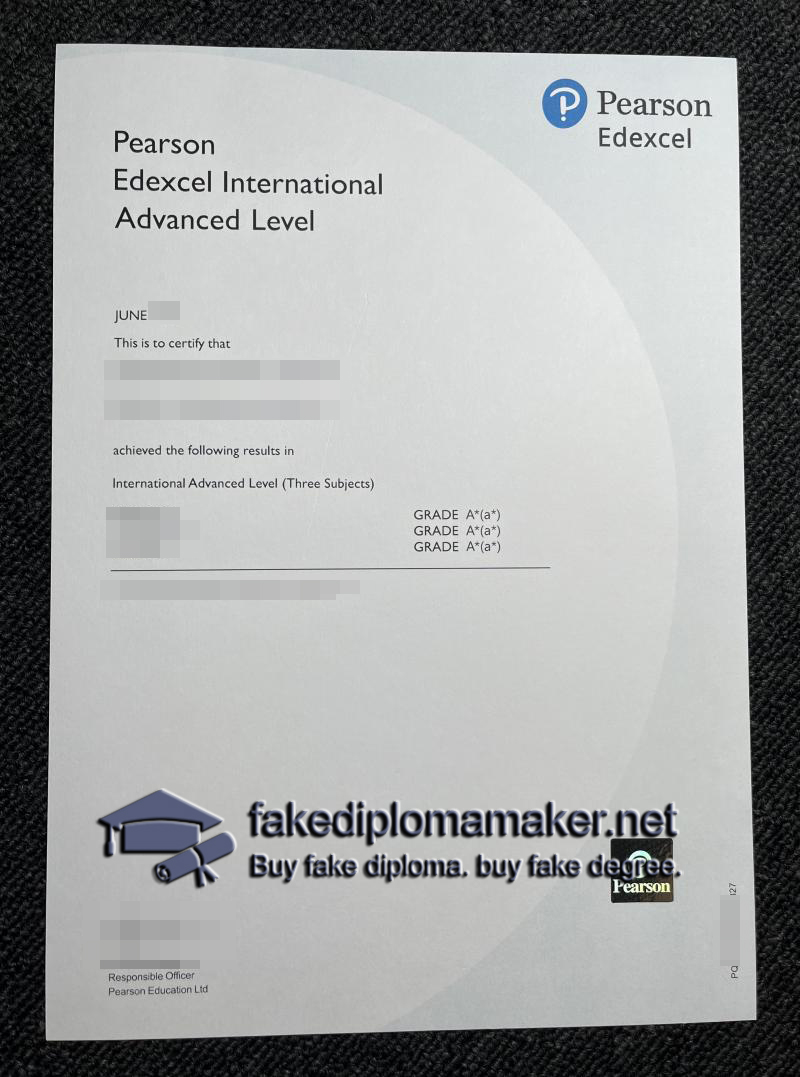 Pearson
Edexcel
Pearson
Edexcel International
Advanced Level
JUNE
This is to certify that
achieved the following results in
International Advanced Level (Three Subjects)
GRADE A*(a*)
GRADE A*(a*)
GRADE A*(a*)
fakediplomamaker.net
Buy fake diploma. buy fake degree.
Pearson
Responsible Officer
Pearson Education Ltd
PQ